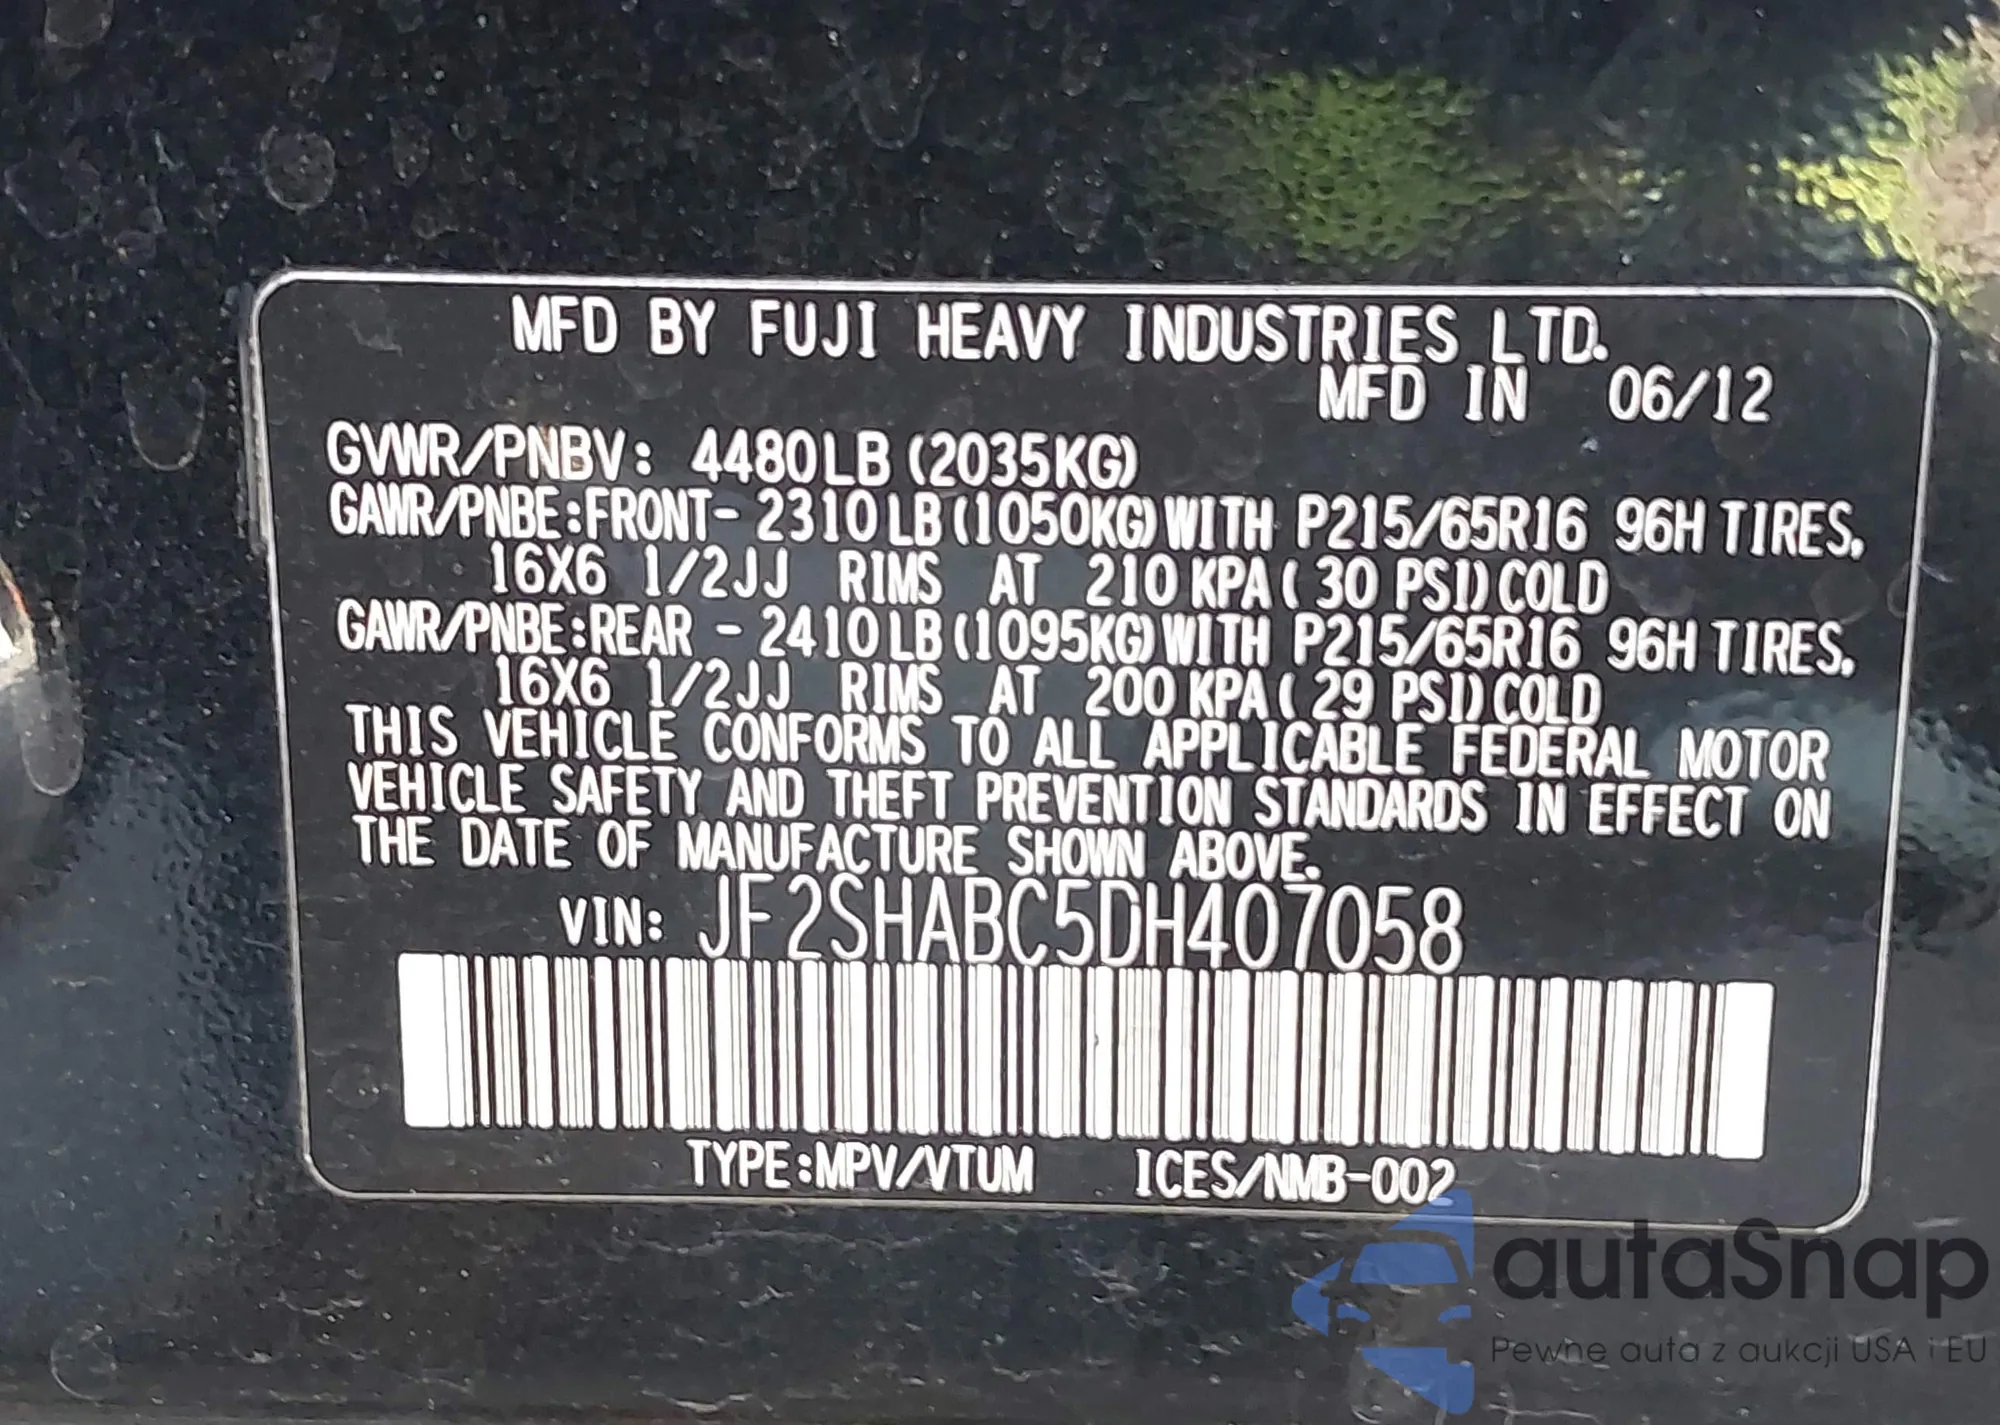 MFD BY FUJI HEAVY INDUSTRIES LTD.
MFD IN 06/12
GVWR/PNBV: 4480LB (2035KG)
GAWR/PNBE:FRONT- 2310LB(1050KG)WITH P215/65R16 96H TIRES,
16X6 1/2JJ RIMS AT 210 KPA( 30 PSI)COLD
GAWR/PNBE:REAR - 2410LB(1095KG)WITH P215/65R16 96H TIRES,
16X6 1/2JJ RIMS AT 200 KPA( 29 PSI)COLD
THIS VEHICLE CONFORMS TO ALL APPLICABLE FEDERAL MOTOR
VEHICLE SAFETY AND THEFT PREVENTION STANDARDS IN EFFECT ON
THE DATE OF MANUFACTURE SHOWN ABOVE.
VIN: JF2SHABC5DH407058
TYPE:MPV/VTUM ICES/NMB-002
autaSnap
Pewne auta z aukcji USA i EU